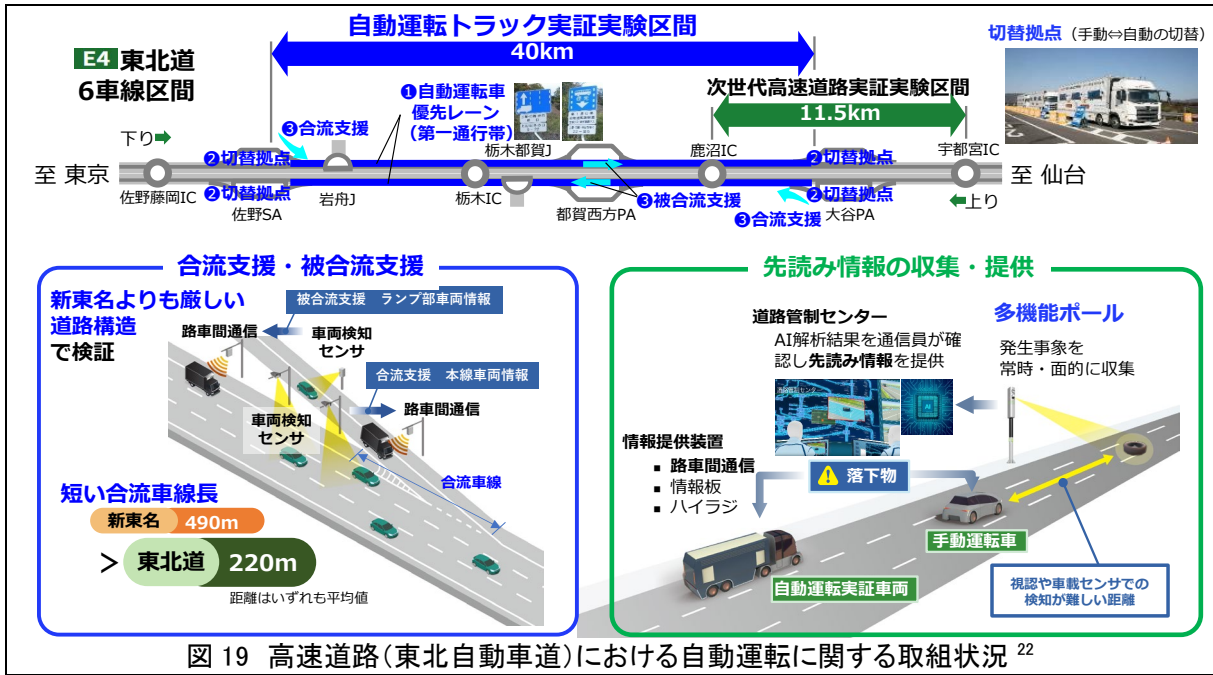 自動運転トラック実証実験区間
40km
切替拠点（手動⇔自動の切替）
E4 東北道
6車線区間
❶自動運転車
優先レーン
（第一通行帯）
次世代高速道路実証実験区間
11.5km
下り
❸合流支援
栃木都賀J
鹿沼IC
宇都宮IC
至 東京
❷切替拠点
❷切替拠点
至 仙台
佐野藤岡IC
❷切替拠点
佐野SA
岩舟J
栃木IC
都賀西方PA
❸被合流支援
❸合流支援
❷切替拠点
大谷PA
上り
合流支援・被合流支援
新東名よりも厳しい
道路構造
で検証
被合流支援　ランプ部車両情報
路車間通信
車両検知
センサ
合流支援　本線車両情報
路車間通信
車両検知
センサ
合流車線
短い合流車線長
新東名 490m
> 東北道 220m
距離はいずれも平均値
先読み情報の収集・提供
道路管制センター
AI解析結果を通信員が確
認し先読み情報を提供
多機能ポール
発生事象を
常時・面的に収集
AI
情報提供装置
▪ 路車間通信
▪ 情報板
▪ ハイラジ
落下物
手動運転車
自動運転実証車両
視認や車載センサでの
検知が難しい距離
図 19 高速道路（東北自動車道）における自動運転に関する取組状況 22